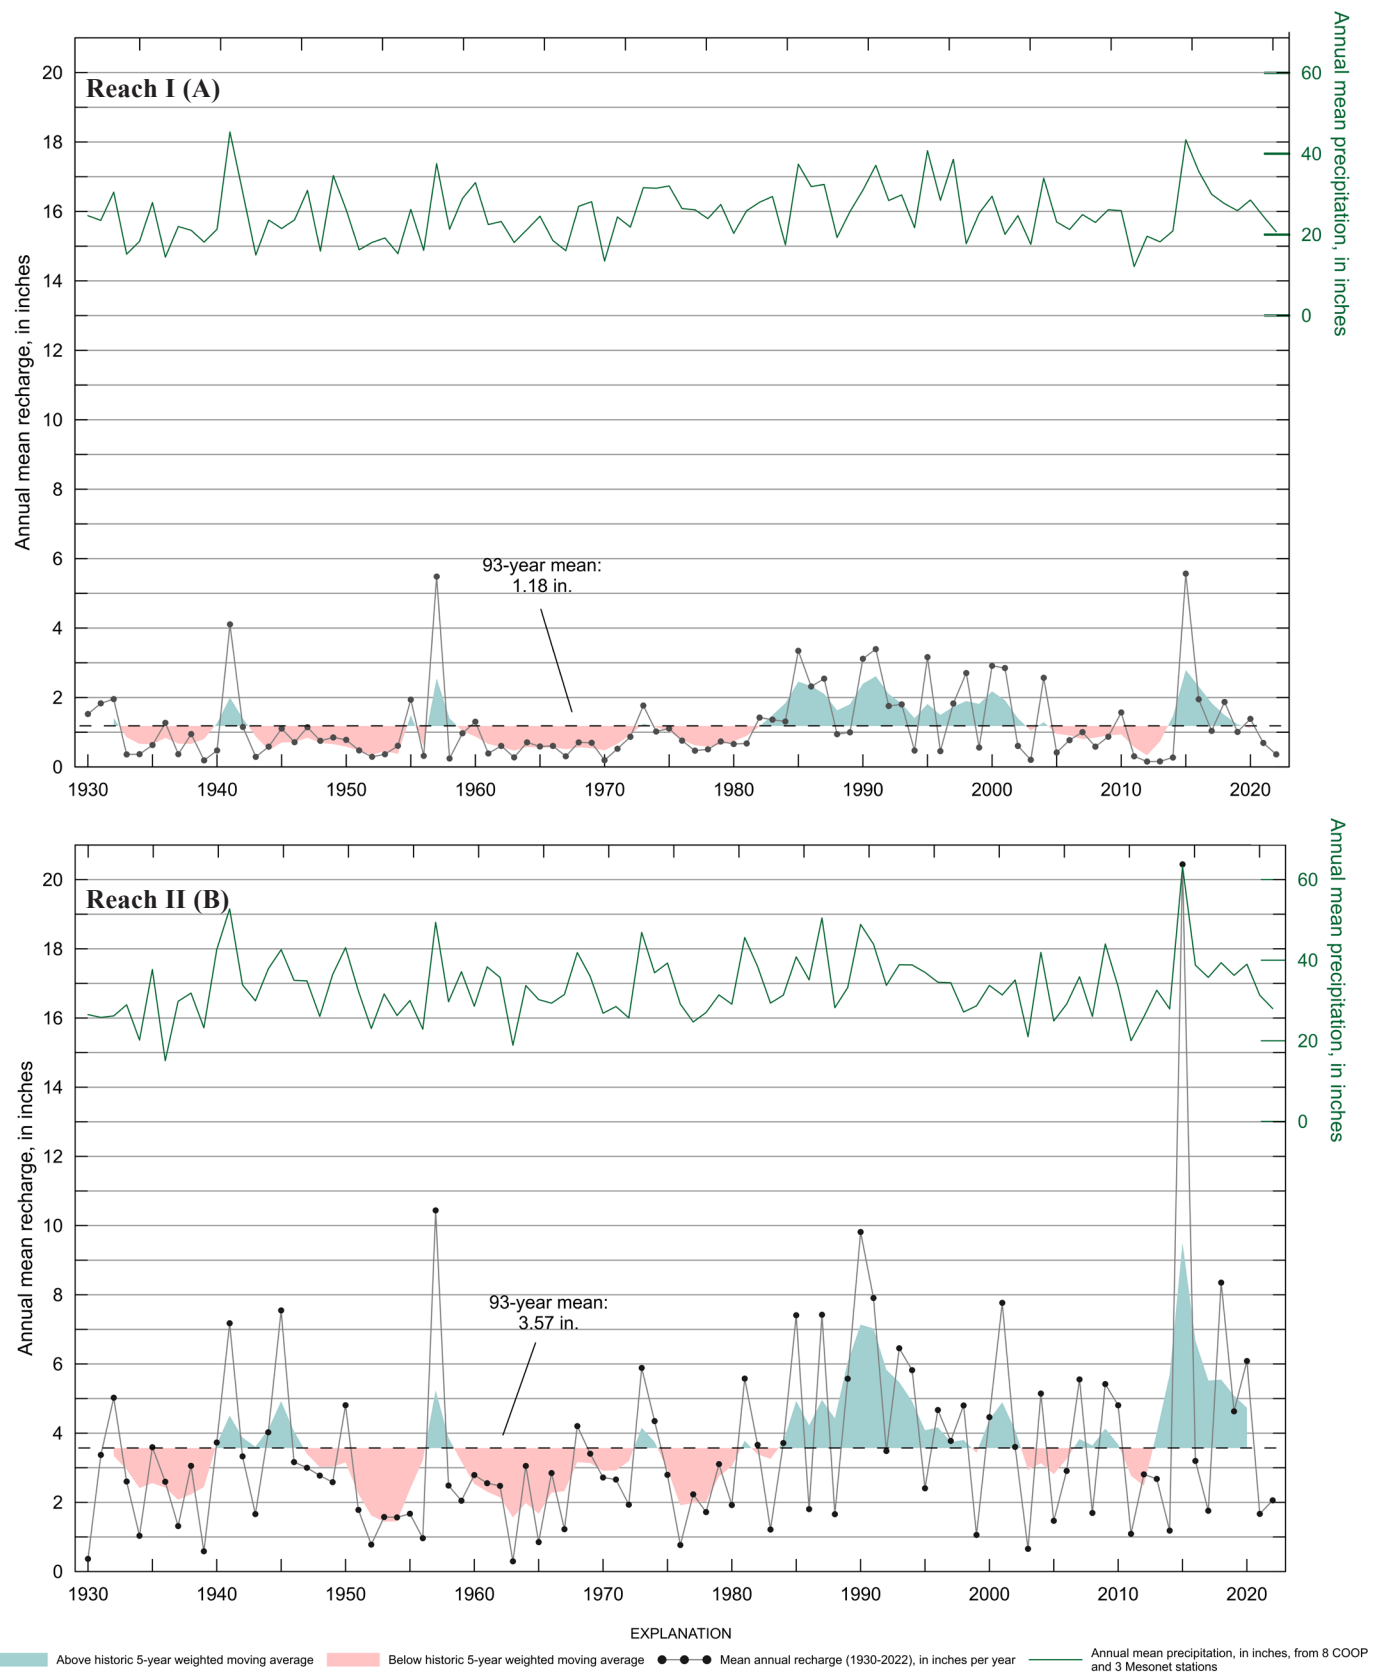 Annual mean precipitation, in inches
Reach I (A)
20
18
16
14
12
10
8
6
4
2
0
60
40
20
0
Annual mean recharge, in inches
93-year mean:
1.18 in.
1930 1940 1950 1960 1970 1980 1990 2000 2010 2020
Annual mean precipitation, in inches
Reach II (B)
20
18
16
14
12
10
8
6
4
2
0
60
40
20
0
Annual mean recharge, in inches
93-year mean:
3.57 in.
1930 1940 1950 1960 1970 1980 1990 2000 2010 2020
EXPLANATION
Above historic 5-year weighted moving average
Below historic 5-year weighted moving average
Mean annual recharge (1930-2022), in inches per year
Annual mean precipitation, in inches, from 8 COOP
and 3 Mesonet stations